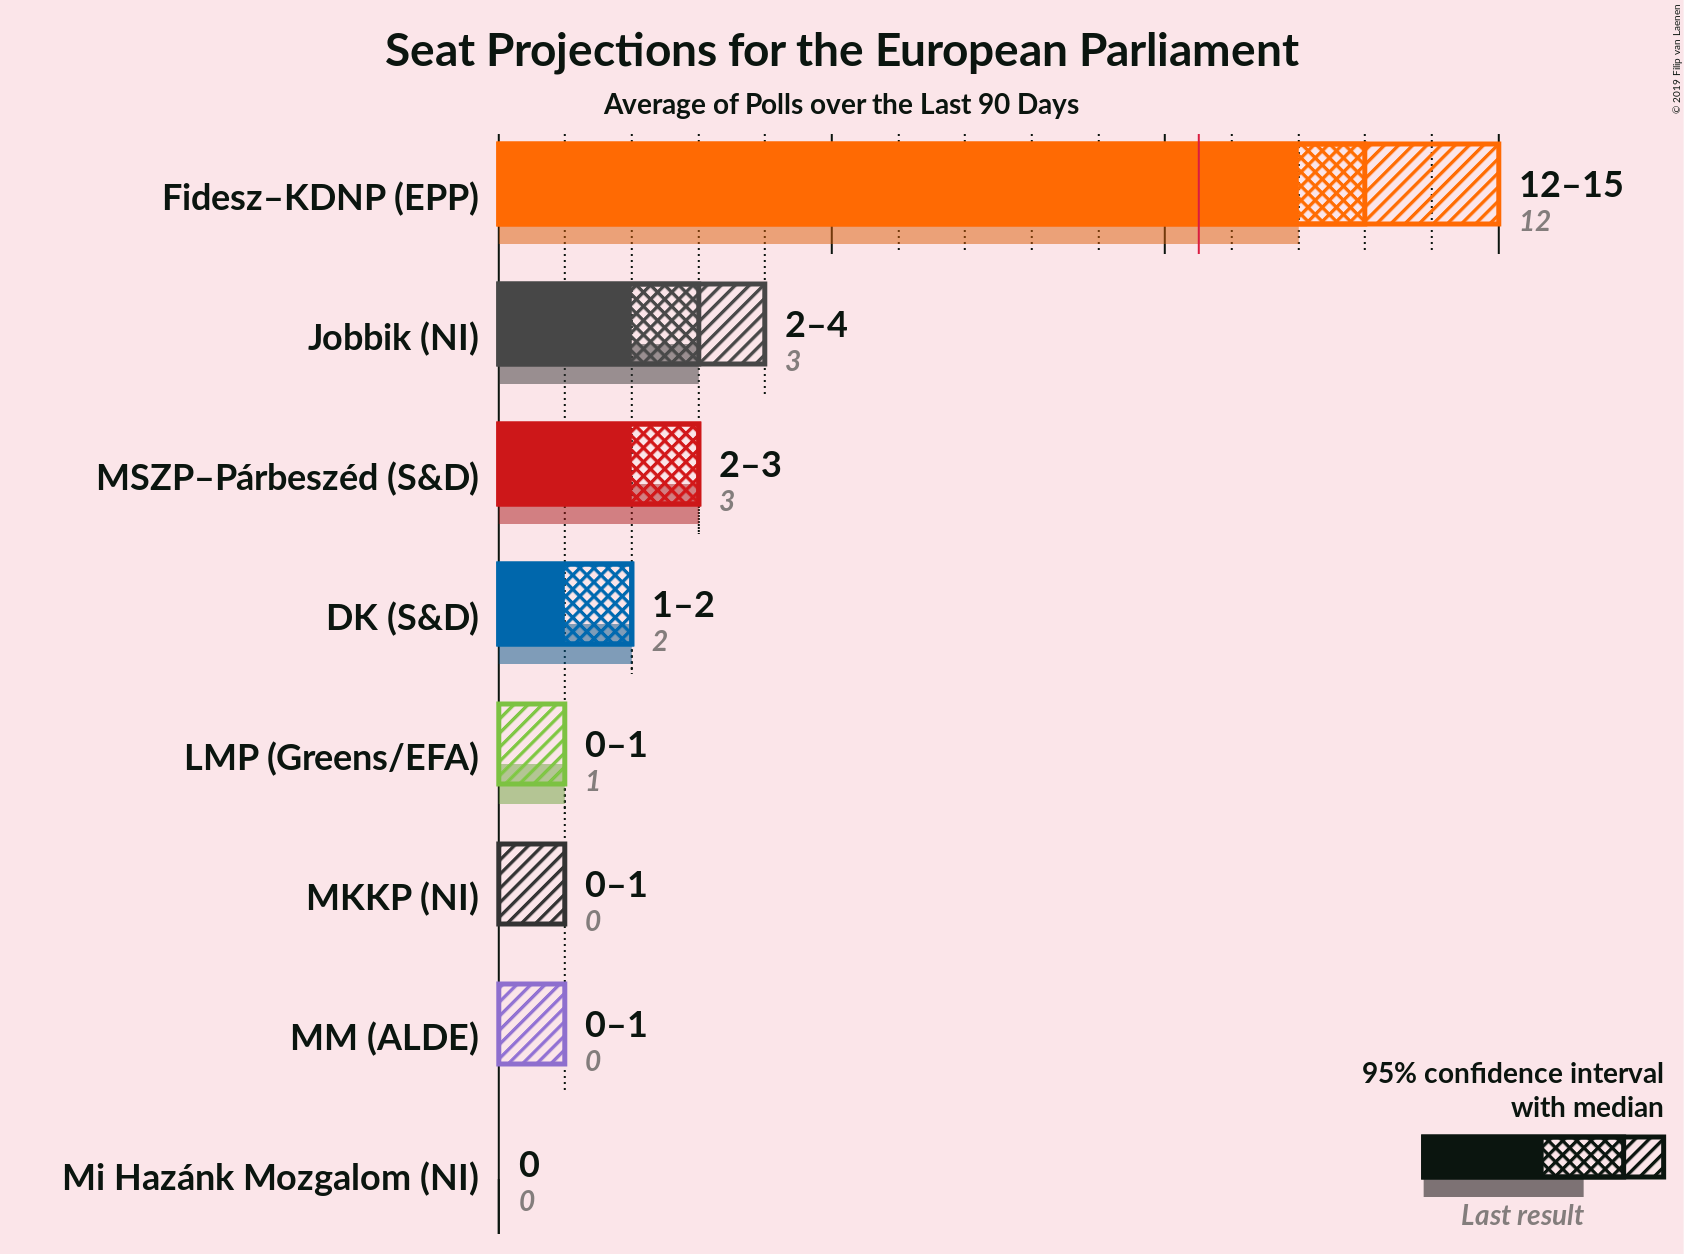 Seat Projections for the European Parliament
Average of Polls over the Last 90 Days
© 2019 Filip van Laenen
Fidesz–KDNP (EPP)
12–15
12
Jobbik (NI)
2–4
3
MSZP–Párbeszéd (S&D)
2–3
3
DK (S&D)
1–2
2
LMP (Greens/EFA)
0–1
1
MKKP (NI)
0–1
0
MM (ALDE)
0–1
0
Mi Hazánk Mozgalom (NI)
0
0
95% confidence interval
with median
Last result